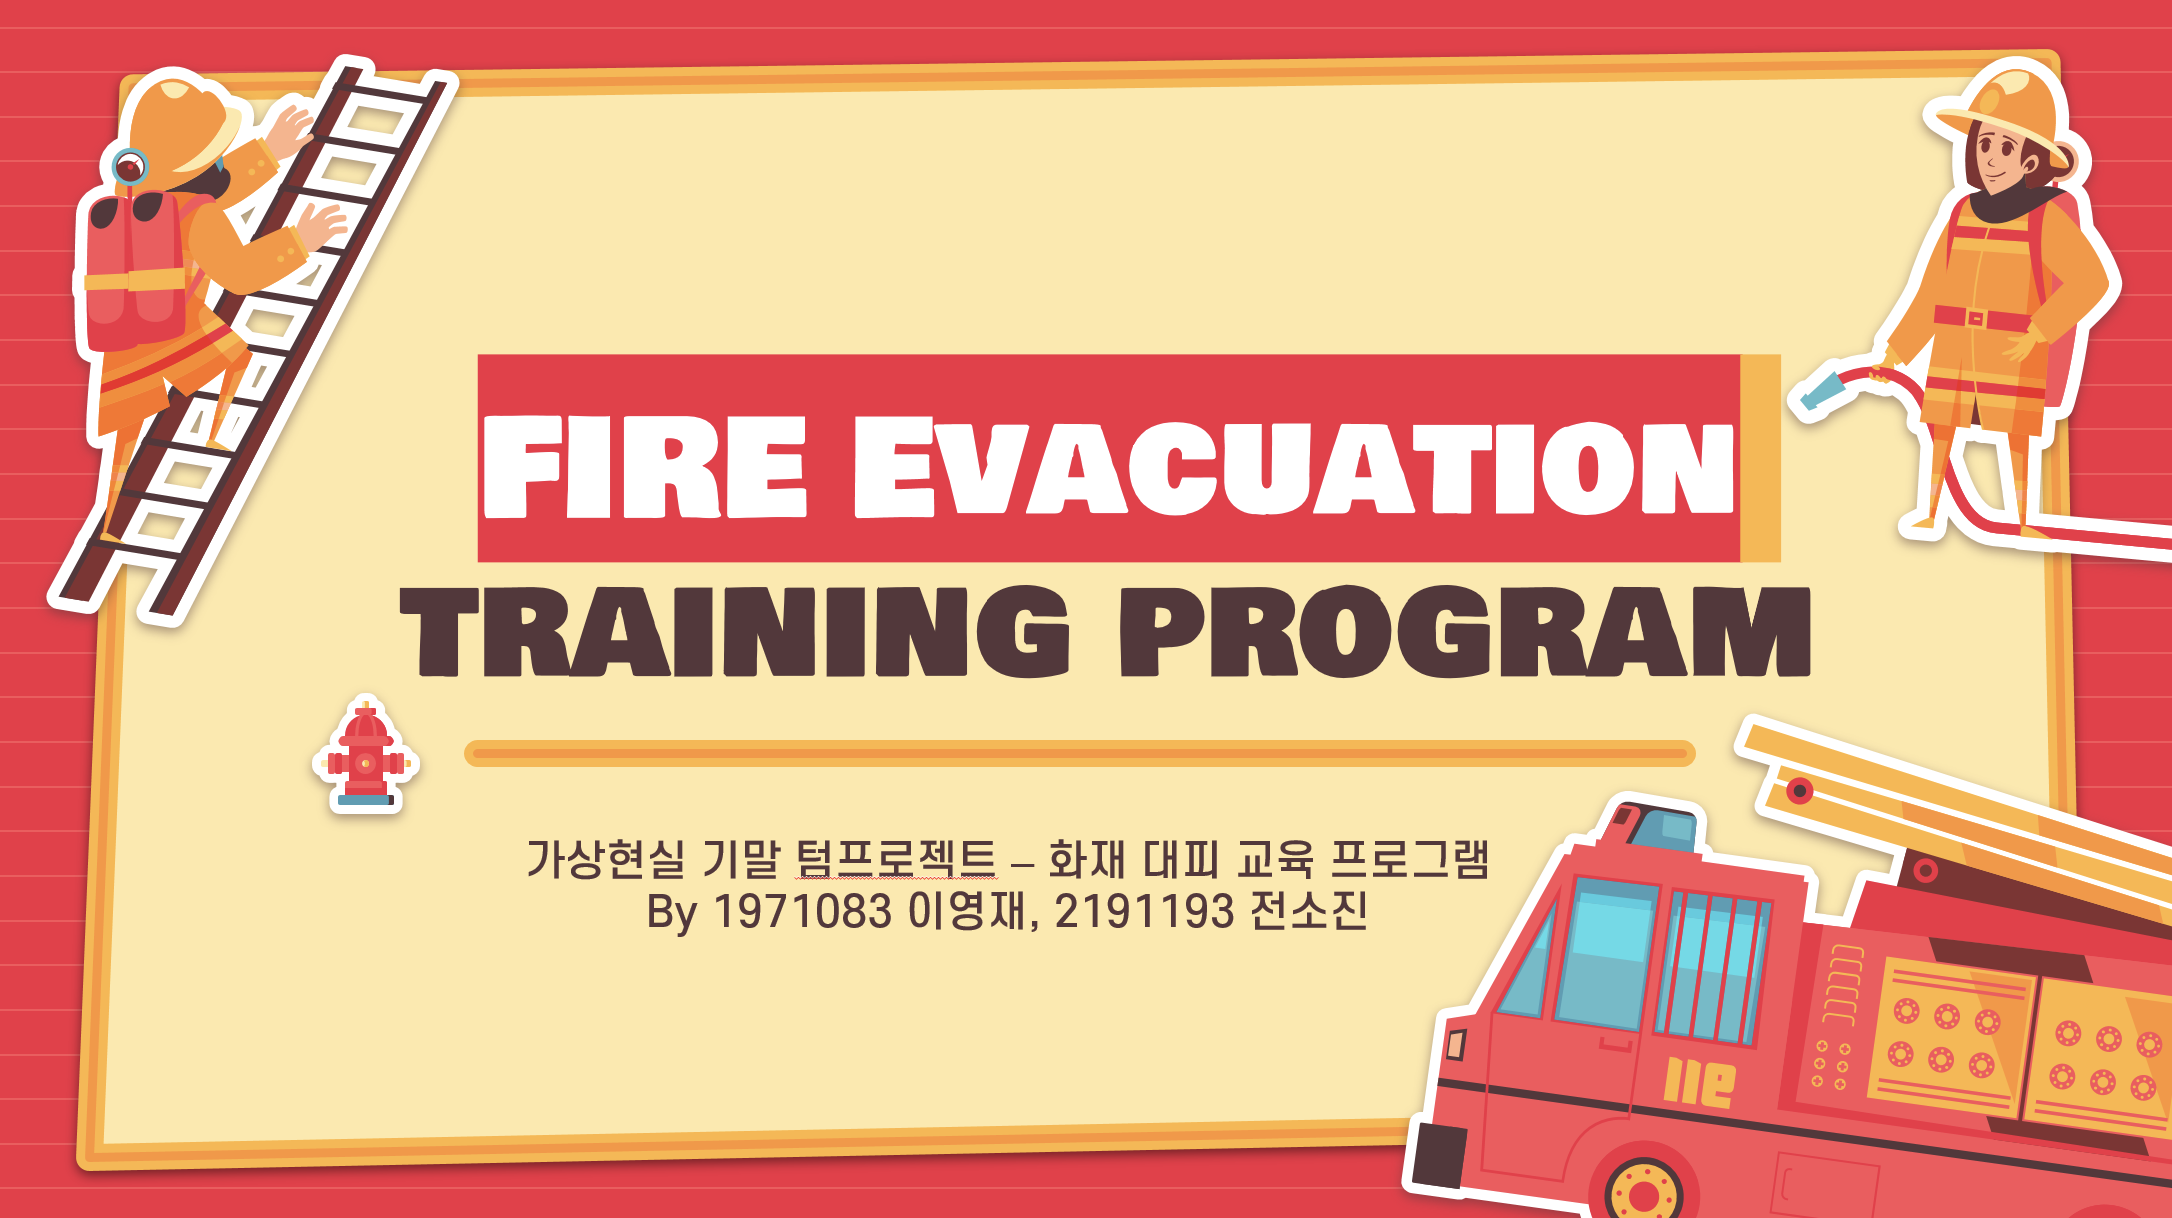 FIRE EVACUATION
TRAINING PROGRAM
가상현실 기말 텀프로젝트 – 화재 대피 교육 프로그램
By 1971083 이영재, 2191193 전소진
119